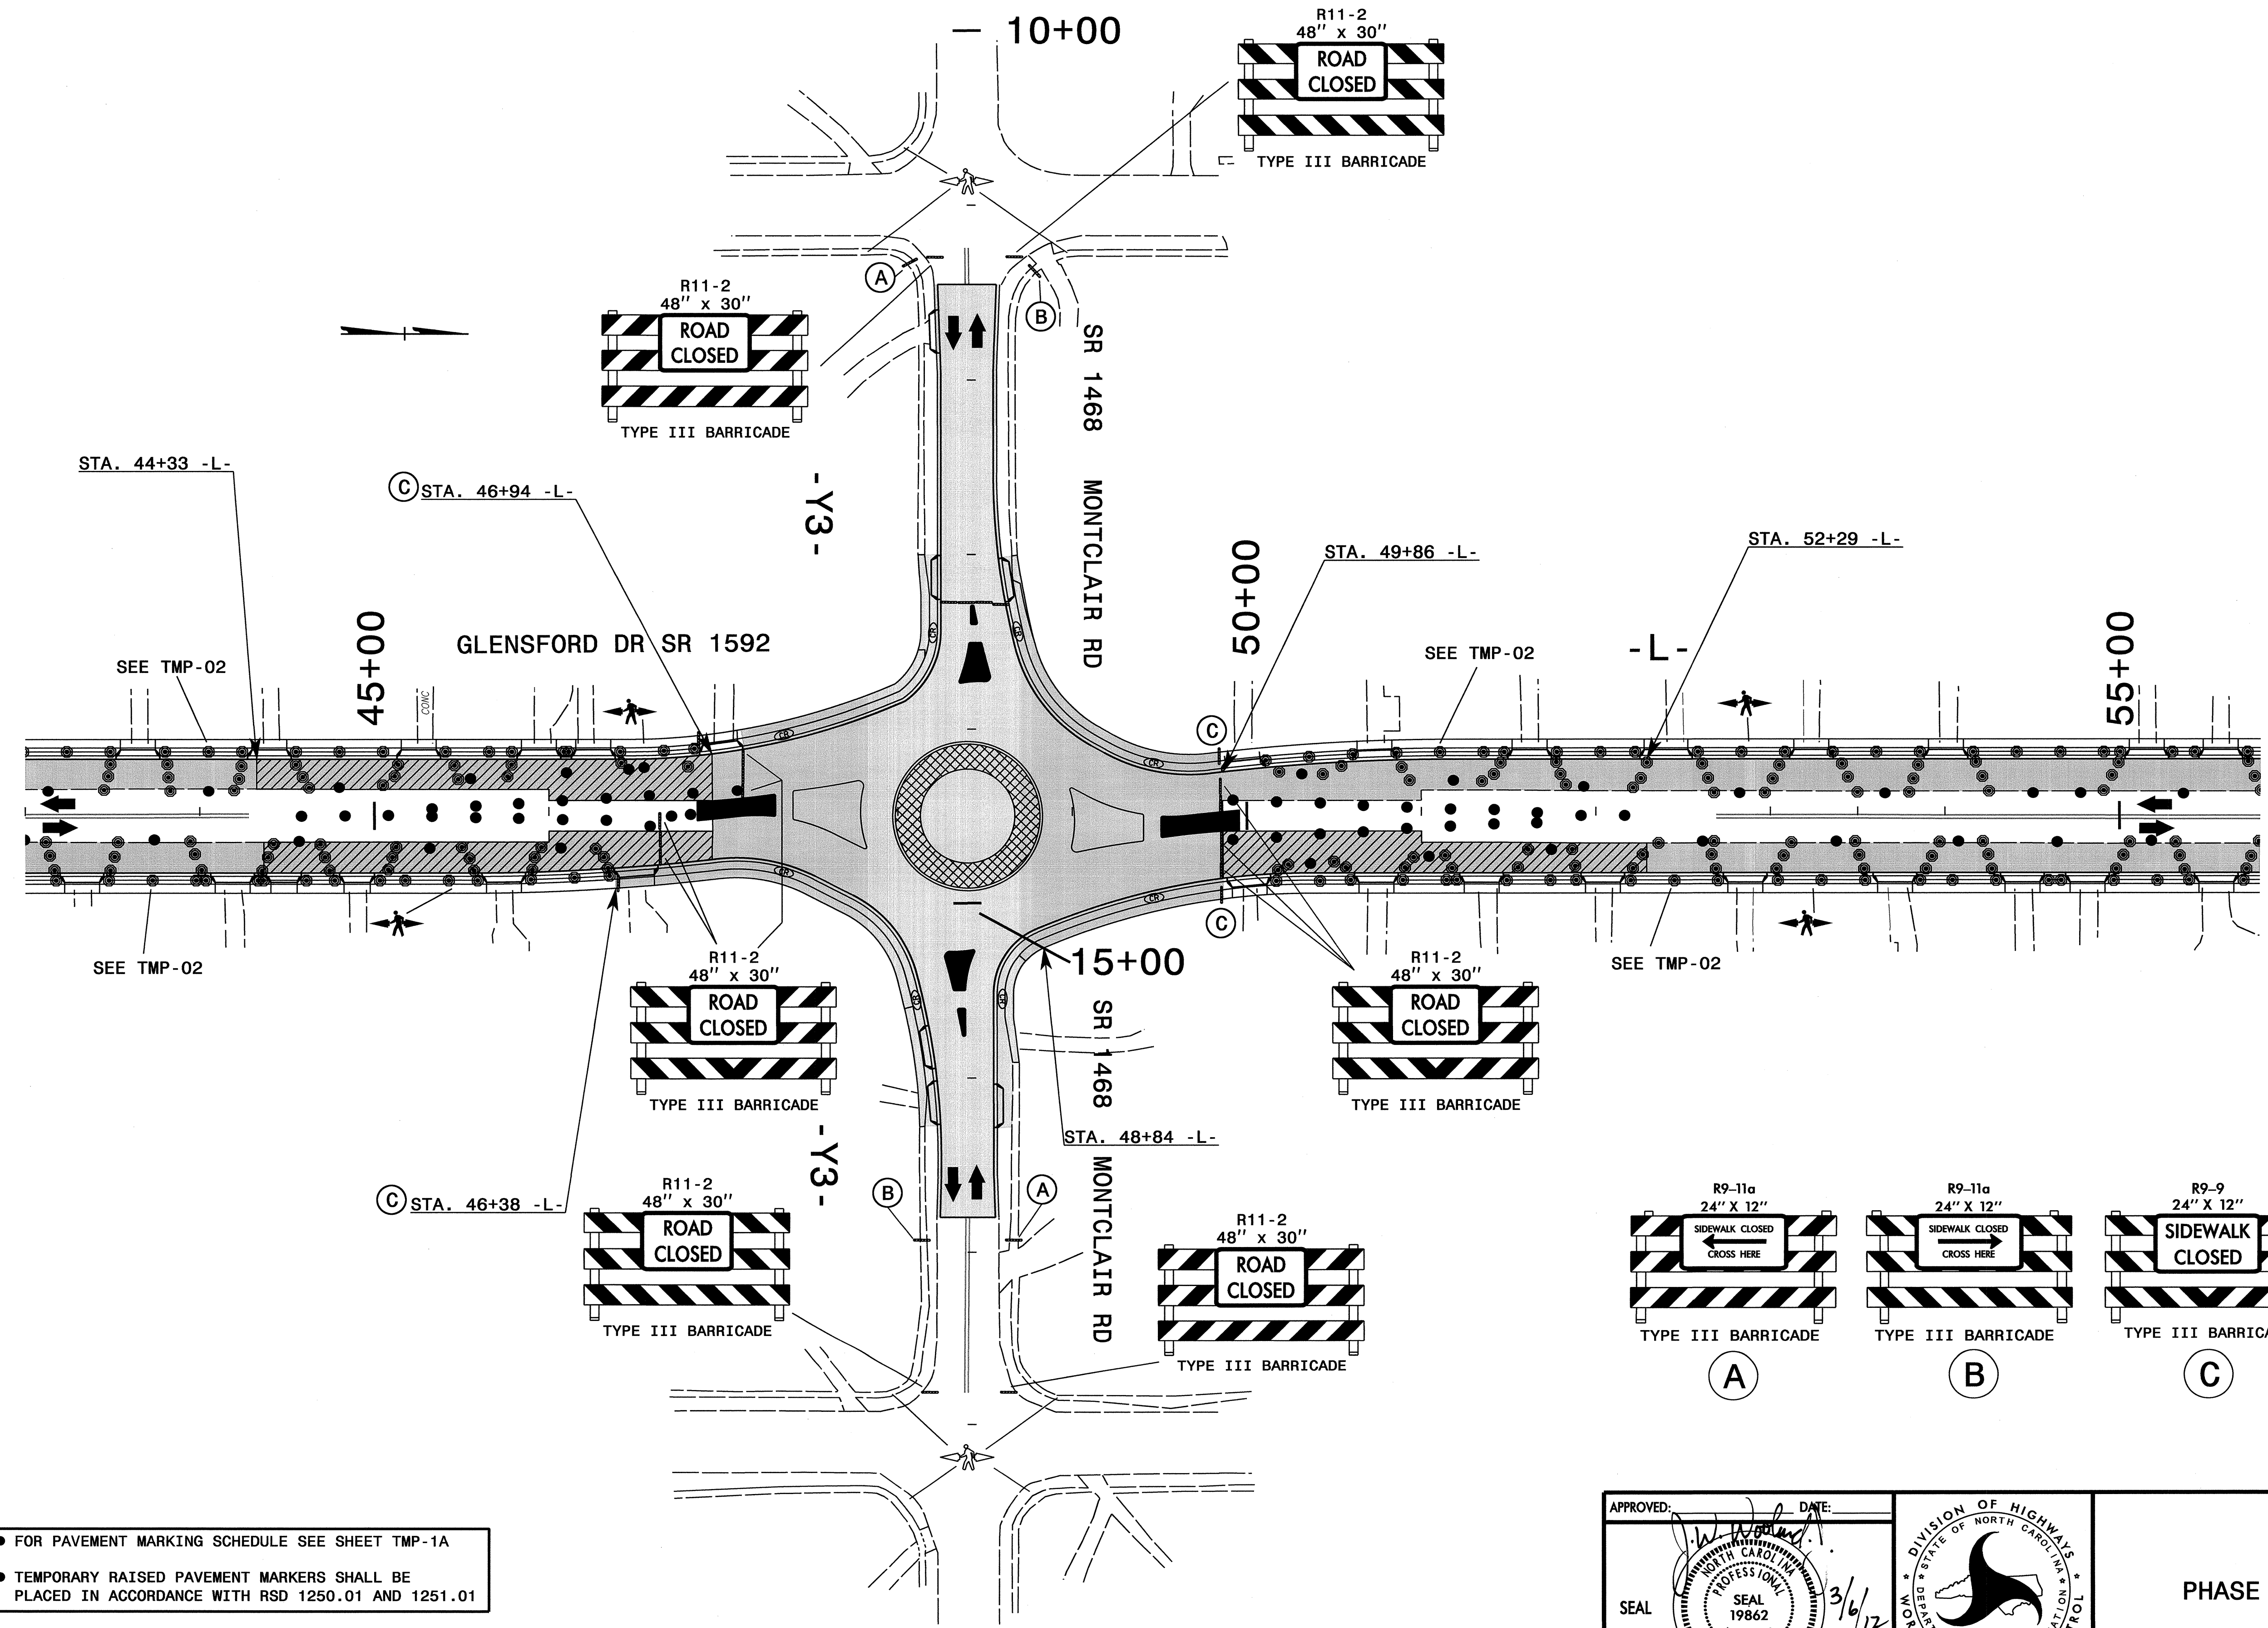 — 10+00
R11-2
48" x 30"
ROAD
CLOSED
TYPE III BARRICADE
A
B
R11-2
48" x 30"
ROAD
CLOSED
TYPE III BARRICADE
SR 1468 MONTCLAIR RD
-Y3-
STA. 44+33 -L-
C STA. 46+94 -L-
STA. 49+86 -L-
STA. 52+29 -L-
45+00
GLENSFORD DR SR 1592
50+00
-L-
55+00
SEE TMP-02
SEE TMP-02
CONC
CR
CR
CR
CR
C
CR
CR
CR
CR
C
SEE TMP-02
SEE TMP-02
15+00
R11-2
48" x 30"
ROAD
CLOSED
TYPE III BARRICADE
R11-2
48" x 30"
ROAD
CLOSED
TYPE III BARRICADE
SR 1468 MONTCLAIR RD
-Y3-
STA. 48+84 -L-
C STA. 46+38 -L-
B
A
R11-2
48" x 30"
ROAD
CLOSED
TYPE III BARRICADE
R11-2
48" x 30"
ROAD
CLOSED
TYPE III BARRICADE
R9-11a
24" X 12"
SIDEWALK CLOSED
CROSS HERE
TYPE III BARRICADE
A
R9-11a
24" X 12"
SIDEWALK CLOSED
CROSS HERE
TYPE III BARRICADE
B
R9-9
24" X 12"
SIDEWALK
CLOSED
TYPE III BARRICA
C
● FOR PAVEMENT MARKING SCHEDULE SEE SHEET TMP-1A
● TEMPORARY RAISED PAVEMENT MARKERS SHALL BE
PLACED IN ACCORDANCE WITH RSD 1250.01 AND 1251.01
APPROVED: DATE:
SEAL
NORTH CAROLINA
PROFESSIONAL
SEAL
19862
3/6/12
DIVISION OF HIGHWAYS
STATE OF NORTH CAROLINA
PHASE